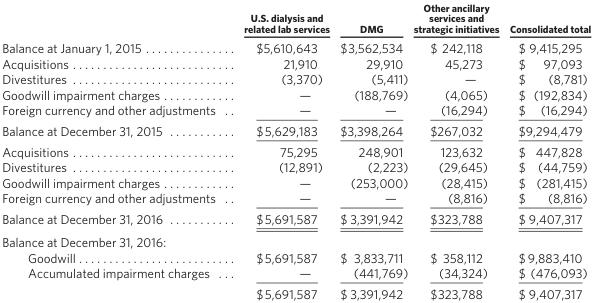 U.S. dialysis and related lab services DMG Other ancillary services and strategic initiatives Consolidated total
Balance at January 1, 2015 . . . . . . . . . . . . . . . $5,610,643 $3,562,534 $ 242,118 $ 9,415,295
Acquisitions . . . . . . . . . . . . . . . . . . . . . . . . . . . 21,910 29,910 45,273 $ 97,093
Divestitures . . . . . . . . . . . . . . . . . . . . . . . . . . . (3,370) (5,411) — $ (8,781)
Goodwill impairment charges . . . . . . . . . . . . — (188,769) (4,065) $ (192,834)
Foreign currency and other adjustments . . — — (16,294) $ (16,294)
Balance at December 31, 2015 . . . . . . . . . . . $5,629,183 $3,398,264 $267,032 $9,294,479
Acquisitions . . . . . . . . . . . . . . . . . . . . . . . . . . . 75,295 248,901 123,632 $ 447,828
Divestitures . . . . . . . . . . . . . . . . . . . . . . . . . . . (12,891) (2,223) (29,645) $ (44,759)
Goodwill impairment charges . . . . . . . . . . . . — (253,000) (28,415) $ (281,415)
Foreign currency and other adjustments . . — — (8,816) $ (8,816)
Balance at December 31, 2016 . . . . . . . . . . . $5,691,587 $ 3,391,942 $323,788 $ 9,407,317
Balance at December 31, 2016:
Goodwill . . . . . . . . . . . . . . . . . . . . . . . . . . . $5,691,587 $ 3,833,711 $ 358,112 $9,883,410
Accumulated impairment charges . . . — (441,769) (34,324) $ (476,093)
$5,691,587 $ 3,391,942 $323,788 $ 9,407,317